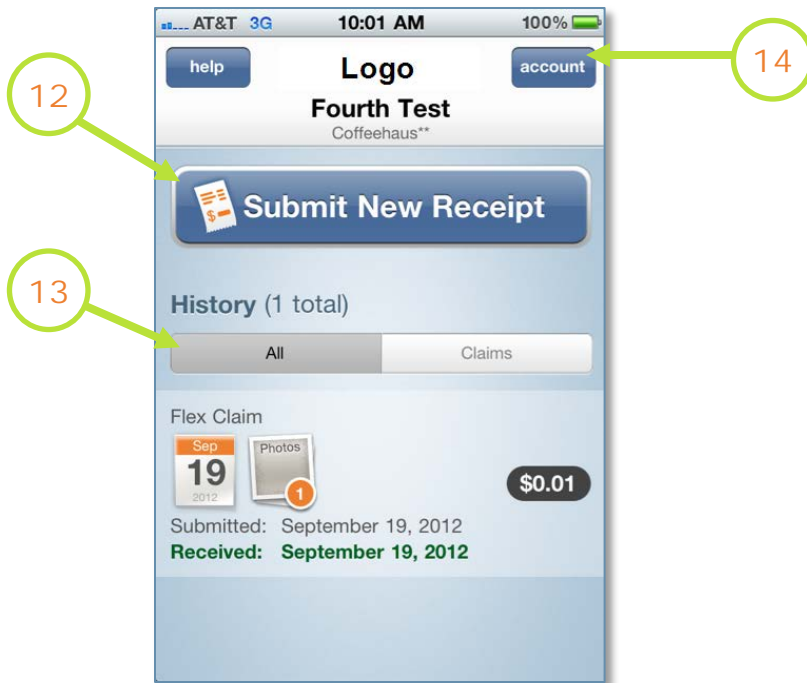 AT&T 3G 10:01 AM 100%
help Logo account
14
12
Fourth Test
Coffeehaus**
Submit New Receipt
$
13
History (1 total)
All Claims
Flex Claim
Sep Photos
19
2012
1
$0.01
Submitted: September 19, 2012
Received: September 19, 2012